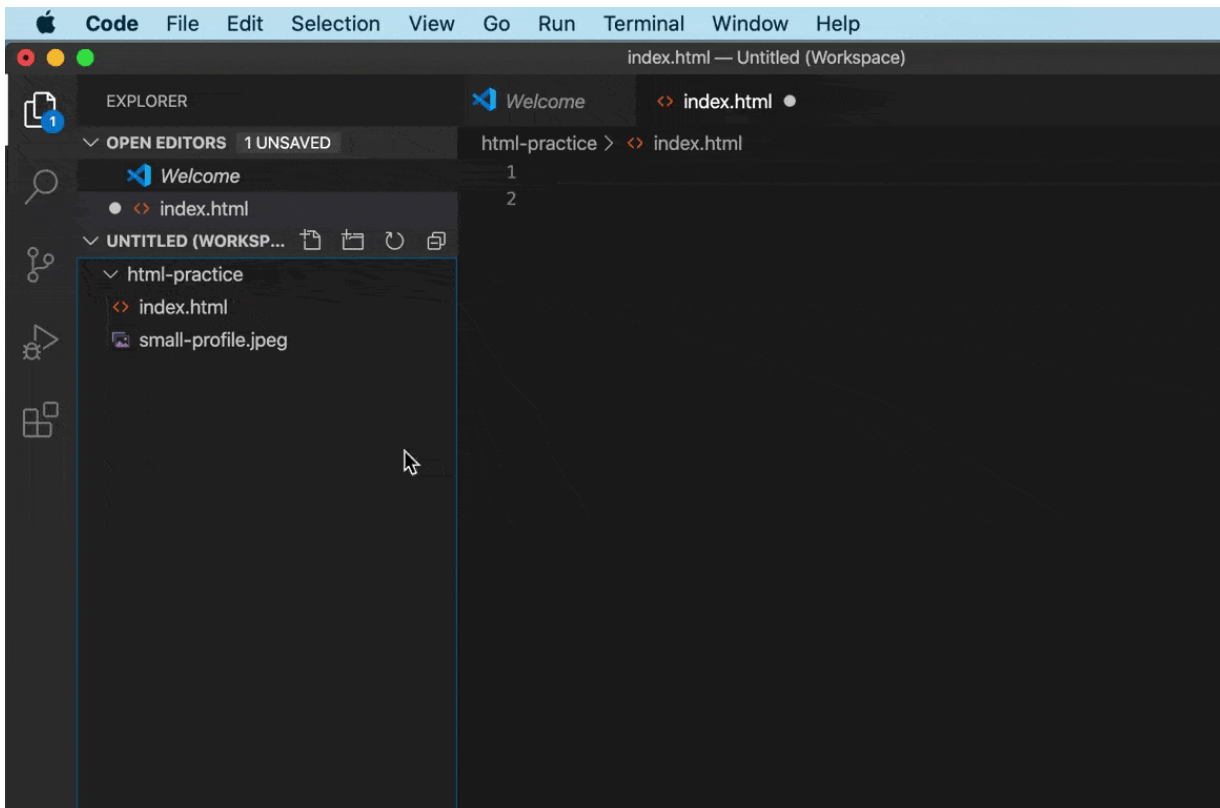 Code File Edit Selection View Go Run Terminal Window Help
index.html — Untitled (Workspace)
EXPLORER
Welcome
index.html
1
OPEN EDITORS 1 UNSAVED
html-practice > index.html
Welcome
1
index.html
2
UNTITLED (WORKSP...
html-practice
index.html
small-profile.jpeg